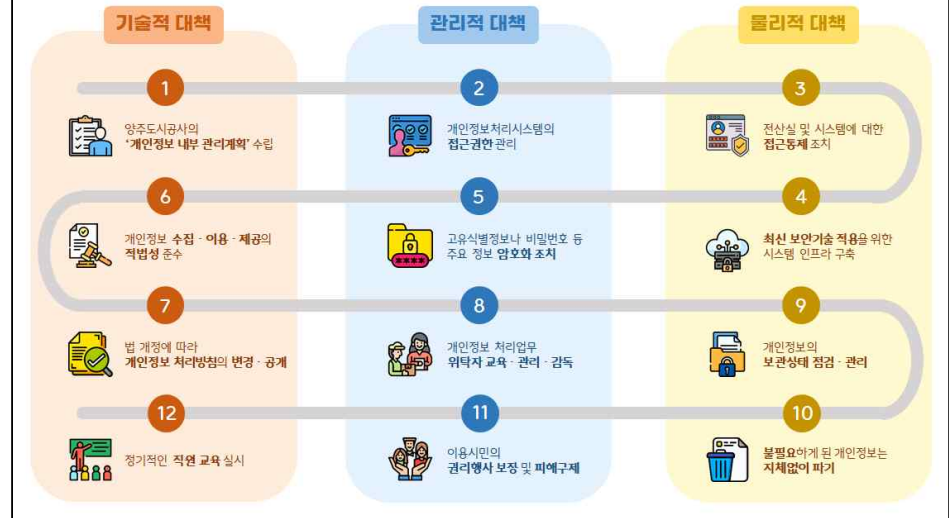 기술적 대책
관리적 대책
물리적 대책
1
양주도시공사의
'개인정보 내부 관리계획' 수립
2
개인정보처리시스템의
접근권한 관리
3
전산실 및 시스템에 대한
접근통제 조치
6
개인정보 수집 · 이용 · 제공의
적법성 준수
5
고유식별정보나 비밀번호 등
주요 정보 암호화 조치
4
최신 보안기술 적용을 위한
시스템 인프라 구축
7
법 개정에 따라
개인정보 처리방침의 변경 · 공개
8
개인정보 처리업무
위탁자 교육 · 관리 · 감독
9
개인정보의
보관상태 점검 · 관리
12
정기적인 직원 교육 실시
11
이용시민의
권리행사 보장 및 피해구제
10
불필요하게 된 개인정보는
지체없이 파기